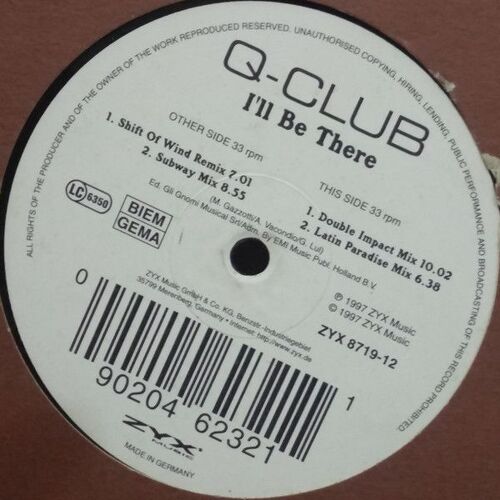 ALL RIGHTS OF THE PRODUCER AND OF THE OWNER OF THE WORK REPRODUCED RESERVED. UNAUTHORISED COPYING, HIRING, LENDING, PUBLIC PERFORMANCE AND BROADCASTING OF THIS RECORD PROHIBITED.
Q-CLUB
I'll Be There
OTHER SIDE 33 rpm
1. Shift Of Wind Remix 7.01
2. Subway Mix 8.55
THIS SIDE 33 rpm
1. Double Impact Mix 10.02
2. Latin Paradise Mix 6.38
(M. Gazzotti/A. Vacondio/G. Lui)
Ed. Gli Gnomi Musical Srl/Adm. By EMI Music Publ. Holland B.V.
LC 6350
BIEM
GEMA
℗ 1997 ZYX Music
© 1997 ZYX Music
ZYX 8719-12
ZYX Music GmbH & Co. KG, Benzstr.-Industriegebiet
35799 Merenberg, Germany • Internet: http://www.zyx.de
0 90204 62321 1
ZYX
MUSIC
MADE IN GERMANY